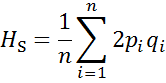 H_S = \frac{1}{n} \sum_{i=1}^{n} 2p_i q_i